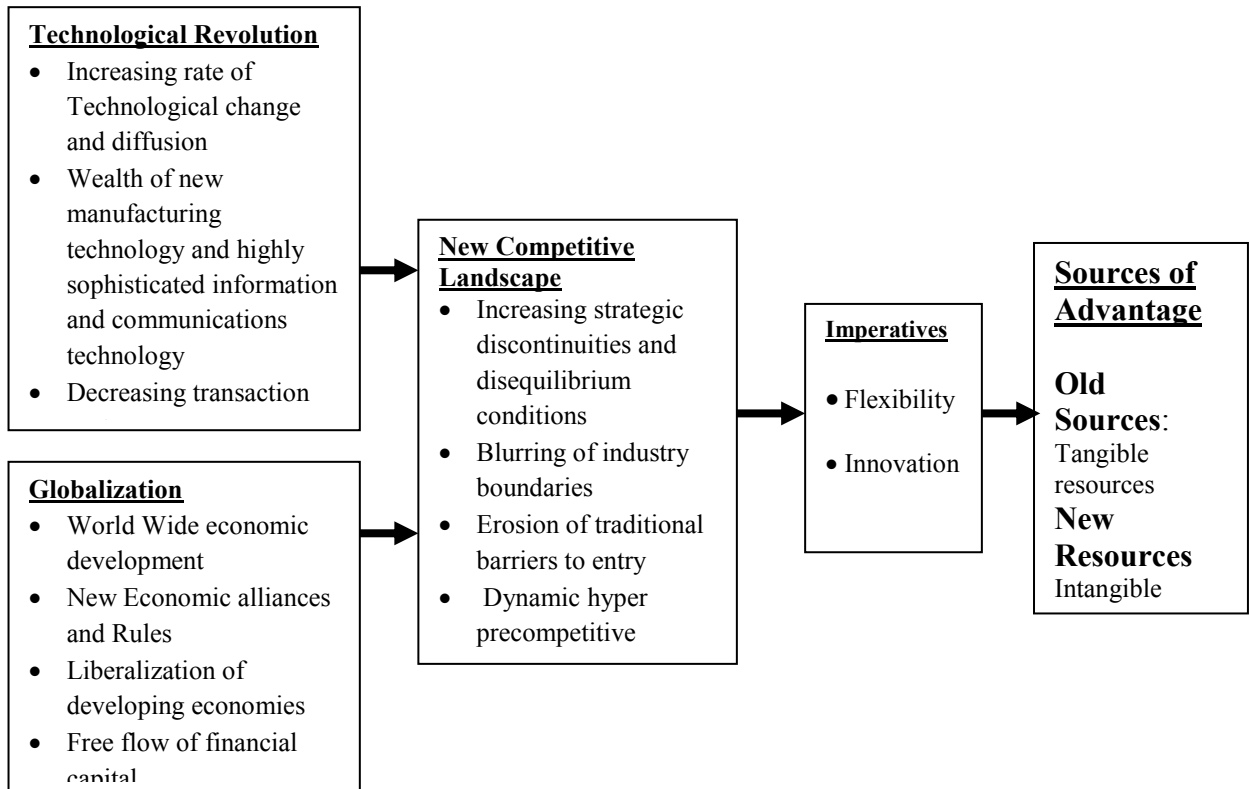 Technological Revolution
• Increasing rate of
Technological change
and diffusion
• Wealth of new
manufacturing
technology and highly
sophisticated information
and communications
technology
• Decreasing transaction
Globalization
• World Wide economic
development
• New Economic alliances
and Rules
• Liberalization of
developing economies
• Free flow of financial
capital
New Competitive
Landscape
• Increasing strategic
discontinuities and
disequilibrium
conditions
• Blurring of industry
boundaries
• Erosion of traditional
barriers to entry
• Dynamic hyper
precompetitive
Imperatives
• Flexibility
• Innovation
Sources of
Advantage
Old
Sources:
Tangible
resources
New
Resources
Intangible